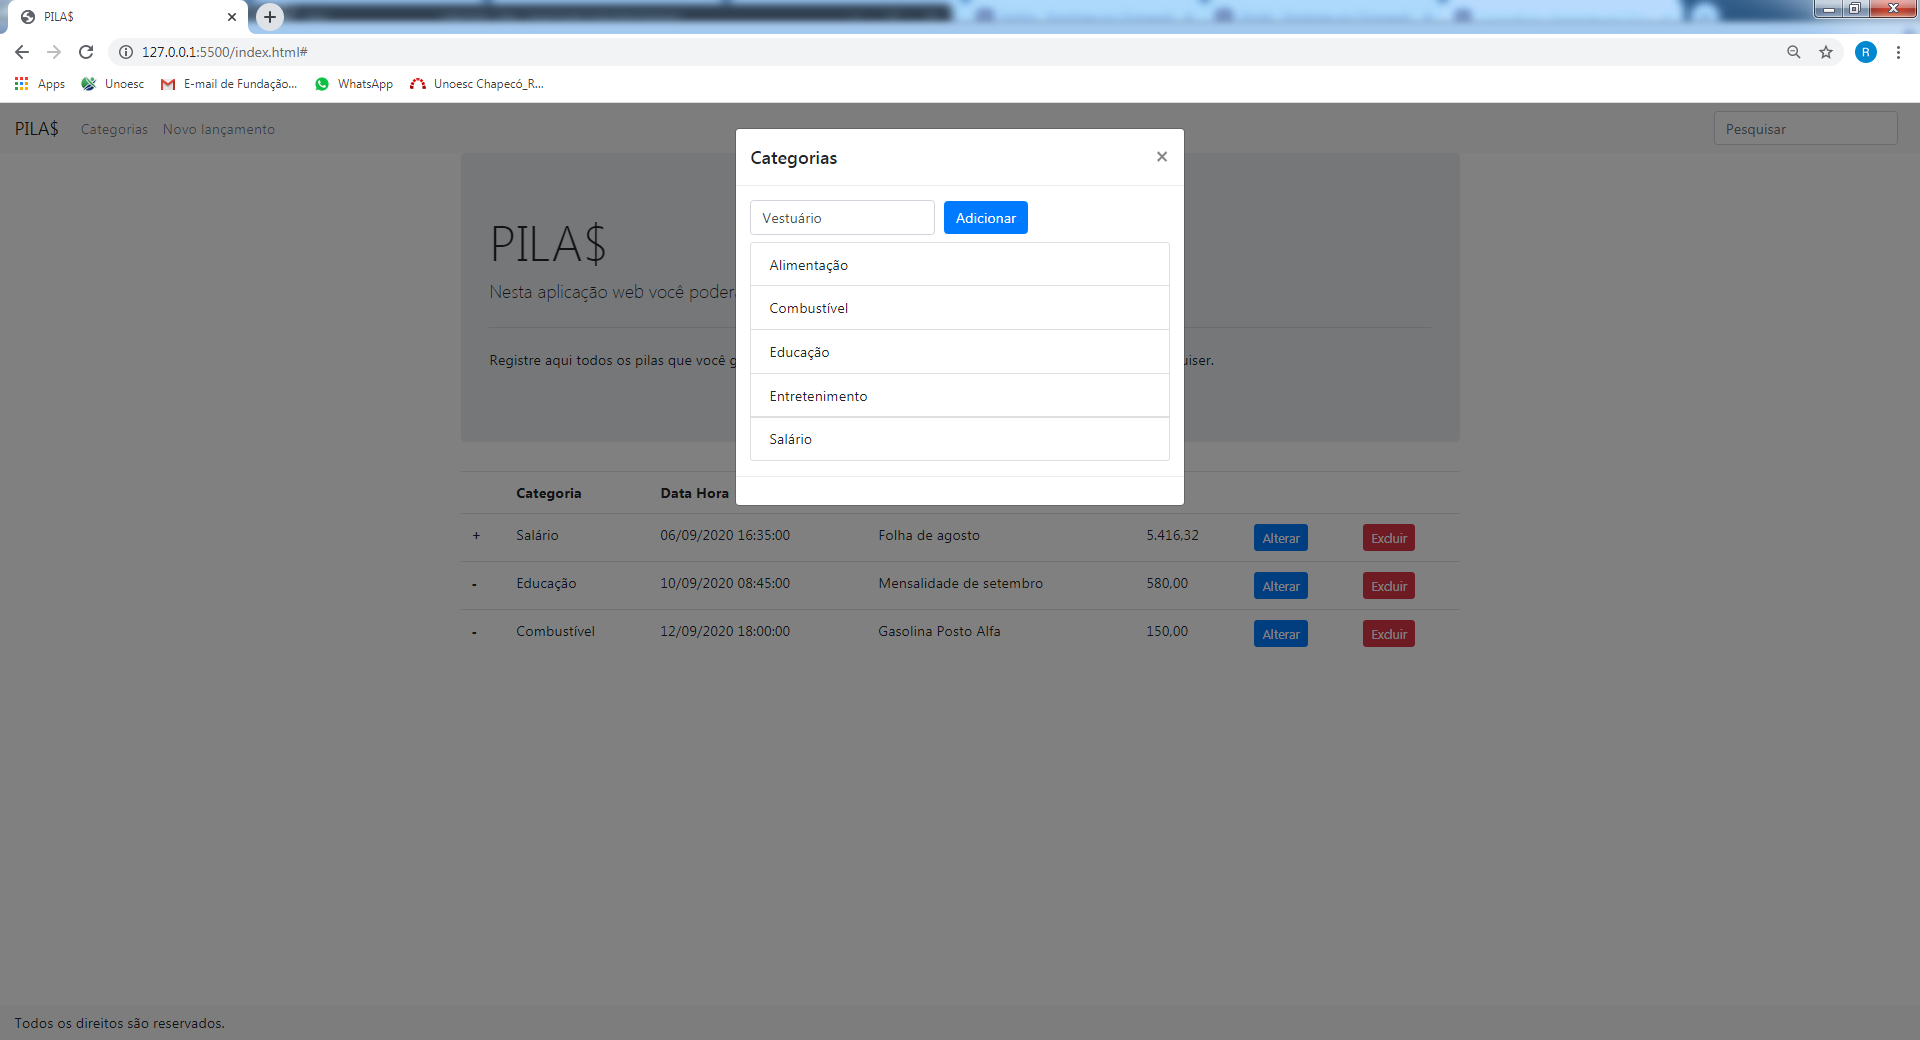 PILA$
127.0.0.1:5500/index.html#
R
Apps Unoesc E-mail de Fundação... WhatsApp Unoesc Chapecó_R...
PILA$ Categorias Novo lançamento Pesquisar
Categorias ×
Vestuário Adicionar
Alimentação
Combustível
Educação
Entretenimento
Salário
PILA$
Nesta aplicação web você poderá
Registre aqui todos os pilas que você g uiser.
Categoria Data Hora
+ Salário 06/09/2020 16:35:00 Folha de agosto 5.416,32 Alterar Excluir
- Educação 10/09/2020 08:45:00 Mensalidade de setembro 580,00 Alterar Excluir
- Combustível 12/09/2020 18:00:00 Gasolina Posto Alfa 150,00 Alterar Excluir
Todos os direitos são reservados.